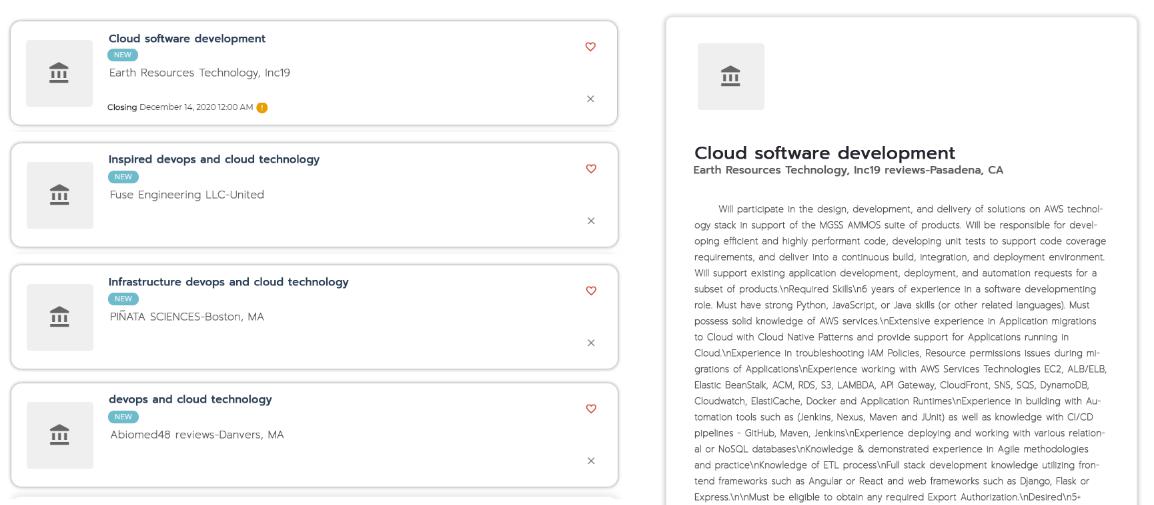 Cloud software development
NEW
Earth Resources Technology, Inc19
Closing December 14, 2020 12:00 AM !
Inspired devops and cloud technology
NEW
Fuse Engineering LLC-United
Infrastructure devops and cloud technology
NEW
PIÑATA SCIENCES-Boston, MA
devops and cloud technology
NEW
Abiomed48 reviews-Danvers, MA
Cloud software development
Earth Resources Technology, Inc19 reviews-Pasadena, CA
Will participate in the design, development, and delivery of solutions on AWS technol-
ogy stack in support of the MGSS AMMOS suite of products. Will be responsible for devel-
oping efficient and highly performant code, developing unit tests to support code coverage
requirements, and deliver into a continuous build, integration, and deployment environment.
Will support existing application development, deployment, and automation requests for a
subset of products.\nRequired Skills\n6 years of experience in a software developmenting
role. Must have strong Python, JavaScript, or Java skills (or other related languages). Must
possess solid knowledge of AWS services.\nExtensive experience in Application migrations
to Cloud with Cloud Native Patterns and provide support for Applications running in
Cloud.\nExperience in troubleshooting IAM Policies, Resource permissions issues during mi-
grations of Applications\nExperience working with AWS Services Technologies EC2, ALB/ELB,
Elastic BeanStalk, ACM, RDS, S3, LAMBDA, API Gateway, CloudFront, SNS, SQS, DynamoDB,
Cloudwatch, ElastiCache, Docker and Application Runtimes\nExperience in building with Au-
tomation tools such as (Jenkins, Nexus, Maven and JUnit) as well as knowledge with CI/CD
pipelines - GitHub, Maven, Jenkins\nExperience deploying and working with various relation-
al or NoSQL databases\nKnowledge & demonstrated experience in Agile methodologies
and practice\nKnowledge of ETL process\nFull stack development knowledge utilizing fron-
tend frameworks such as Angular or React and web frameworks such as Django, Flask or
Express.\n\nMust be eligible to obtain any required Export Authorization.\nDesired\n5+